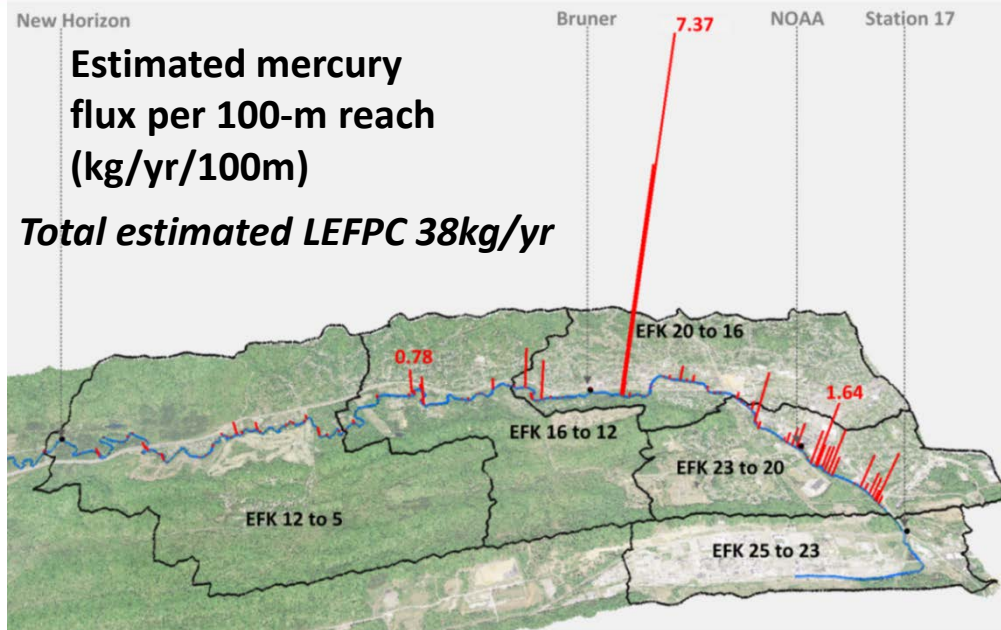 New Horizon
Bruner
NOAA
Station 17
7.37
Estimated mercury
flux per 100-m reach
(kg/yr/100m)
Total estimated LEFPC 38kg/yr
EFK 20 to 16
0.78
1.64
EFK 16 to 12
EFK 23 to 20
EFK 12 to 5
EFK 25 to 23